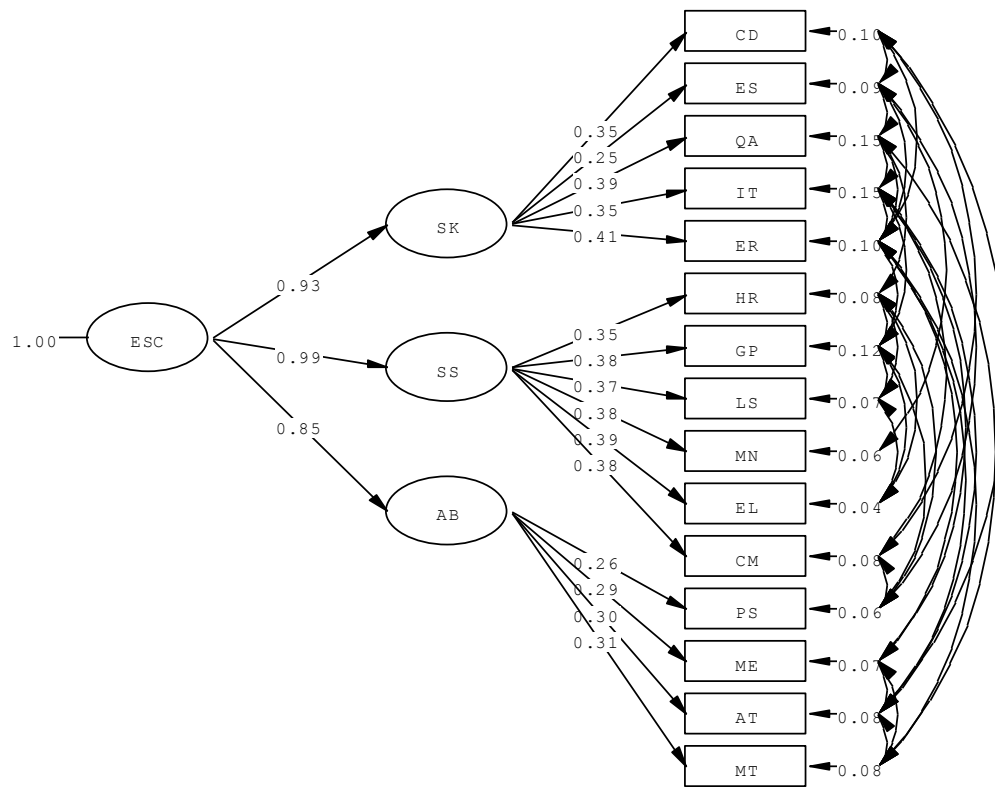 CD 0.10
ES 0.09
0.35
QA 0.15
0.25
0.39
IT 0.15
0.35
SK
0.41
ER 0.10
0.93
HR 0.08
0.35
1.00 ESC
GP 0.12
0.38
0.99
SS
0.37
LS 0.07
0.38
0.85
0.39
MN 0.06
0.38
EL 0.04
AB
CM 0.08
0.26
0.29
PS 0.06
0.30
0.31
ME 0.07
AT 0.08
MT 0.08